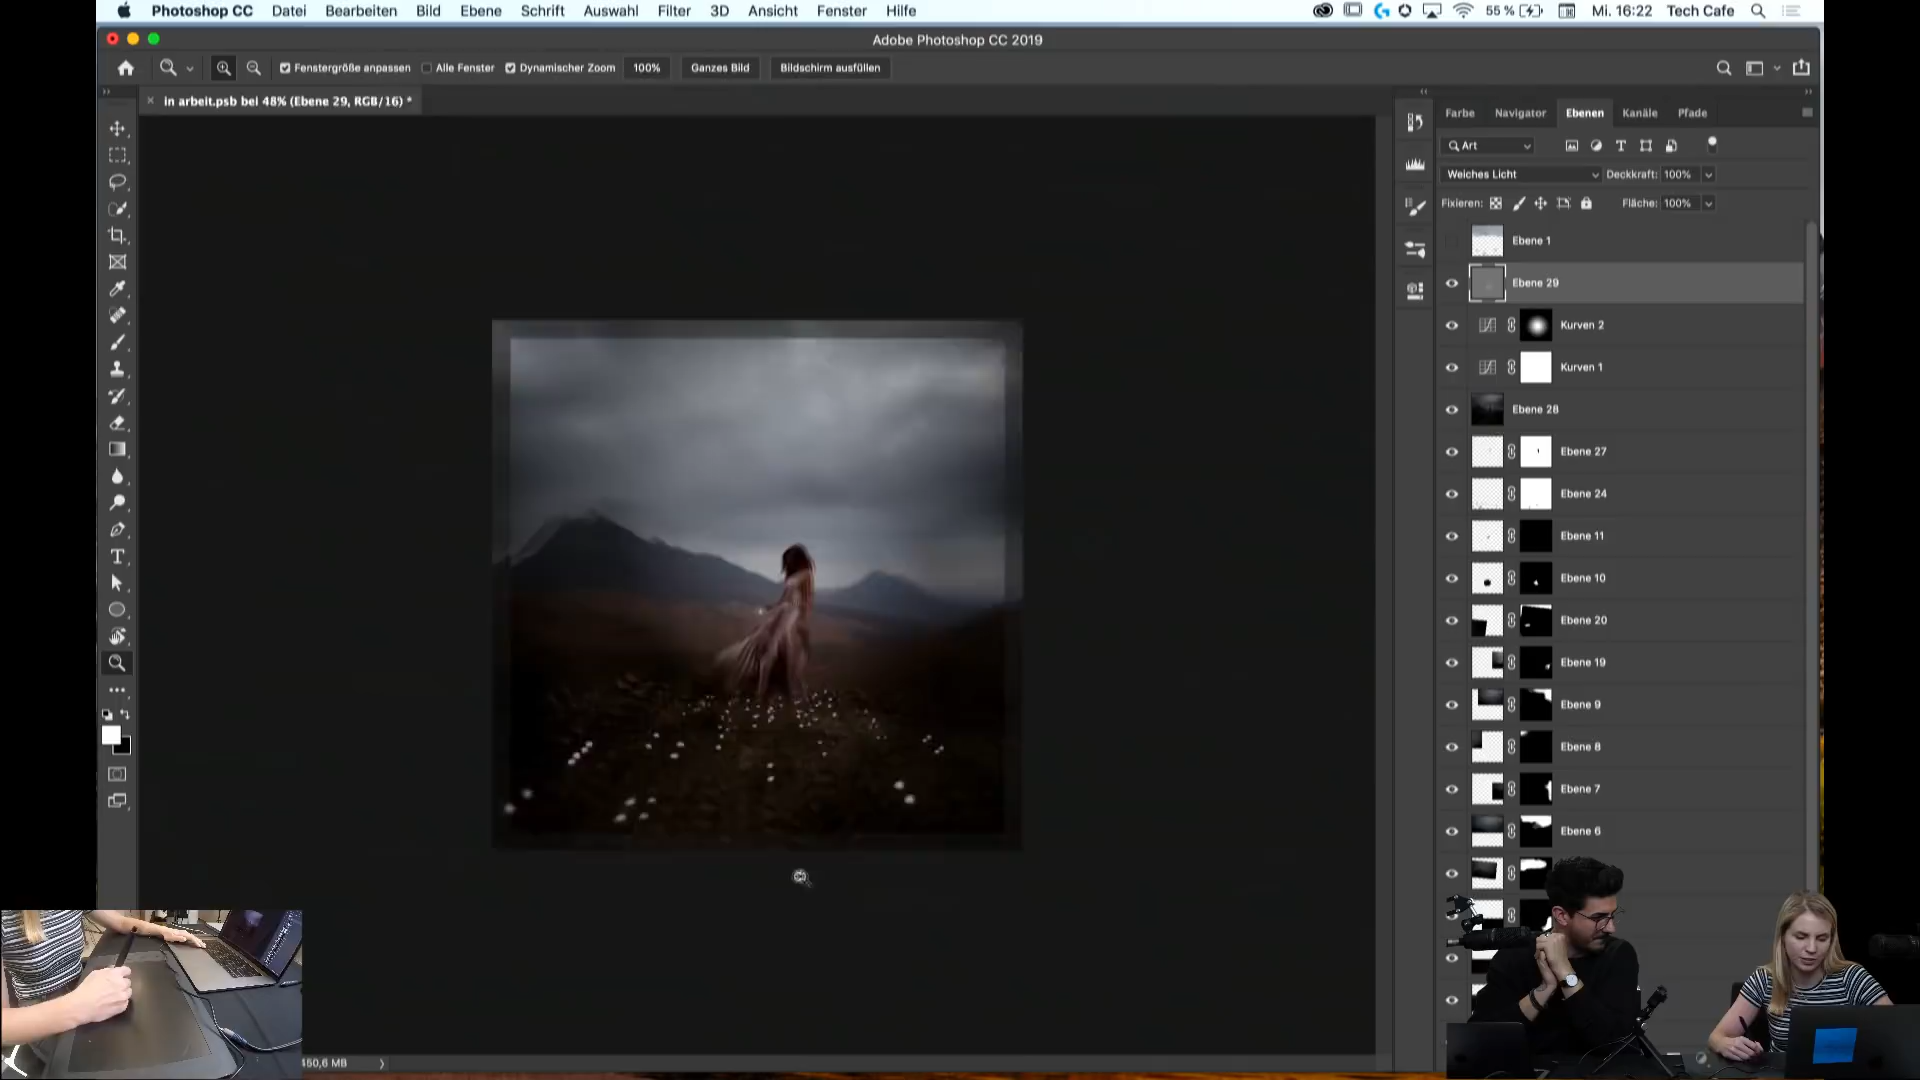 Photoshop CC Datei Bearbeiten Bild Ebene Schrift Auswahl Filter 3D Ansicht Fenster Hilfe 55 % Mi. 16:22 Tech Cafe
Adobe Photoshop CC 2019
Fenstergröße anpassen Alle Fenster Dynamischer Zoom 100% Ganzes Bild Bildschirm ausfüllen
in arbeit.psb bei 48% (Ebene 29, RGB/16) *
Farbe Navigator Ebenen Kanäle Pfade
Art
Weiches Licht Deckkraft: 100%
Fixieren: Fläche: 100%
Ebene 1
Ebene 29
Kurven 2
Kurven 1
Ebene 28
Ebene 27
Ebene 24
Ebene 11
Ebene 10
Ebene 20
Ebene 19
Ebene 9
Ebene 8
Ebene 7
Ebene 6
450,6 MB